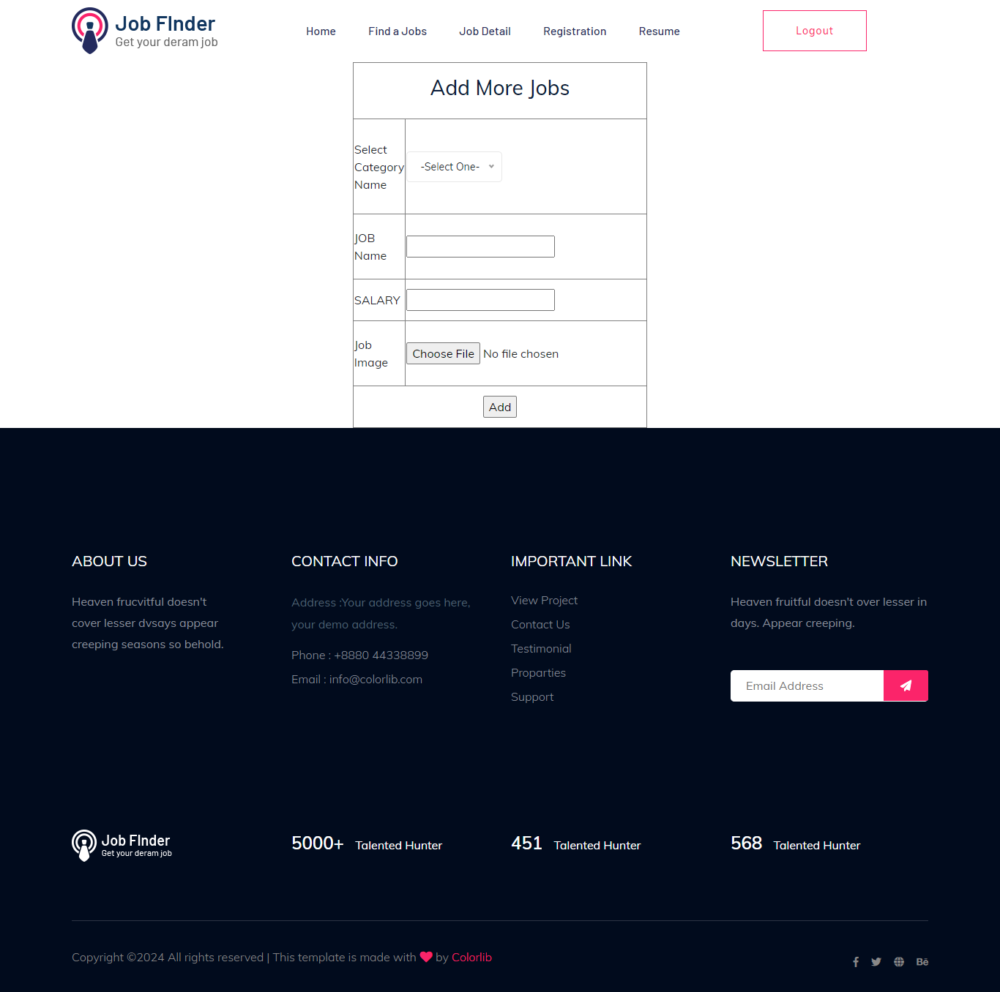 Job FInder
Get your deram job
Home
Find a Jobs
Job Detail
Registration
Resume
Logout
Add More Jobs
Select
Category
Name
-Select One-
JOB
Name
SALARY
Job
Image
Choose File No file chosen
Add
ABOUT US
Heaven frucvitful doesn't
cover lesser dvsays appear
creeping seasons so behold.
CONTACT INFO
Address :Your address goes here,
your demo address.
Phone : +8880 44338899
Email : info@colorlib.com
IMPORTANT LINK
View Project
Contact Us
Testimonial
Proparties
Support
NEWSLETTER
Heaven fruitful doesn't over lesser in
days. Appear creeping.
Email Address
Job FInder
Get your deram job
5000+ Talented Hunter
451 Talented Hunter
568 Talented Hunter
Copyright ©2024 All rights reserved | This template is made with by Colorlib
Bē